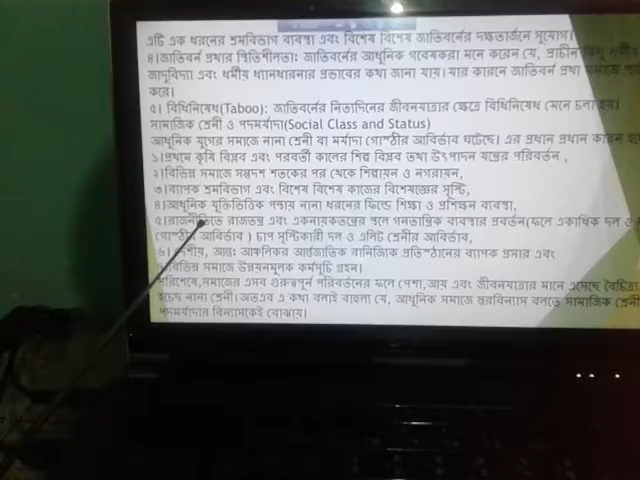 এটি এক ধরনের শ্রমবিভাগ ব্যবস্থা এবং বিশেষ বিশেষ জাতিবর্নের দক্ষতার্জনে সুযোগ।
৪।জাতিবর্ন প্রথার স্থিতিশীলতাঃ জাতিবর্নের আধুনিক গবেষকরা মনে করেন যে, প্রাচীন
জাদুবিদ্যা এবং ধর্মীয় ধ্যানধারনার প্রভাবের কথা জানা যায়। যার কারনে জাতিবর্ন প্রথা
করে।
৫। বিধিনিষেধ(Taboo): জাতিবর্নের নিত্যদিনের জীবনযাত্রার ক্ষেত্রে বিধিনিষেধ মেনে চলা হয়।
সামাজিক শ্রেনী ও পদমর্যাদা(Social Class and Status)
আধুনিক যুগের সমাজে নানা শ্রেনী বা মর্যাদা গোষ্ঠীর আবির্ভাব ঘটেছে। এর প্রধান প্রধান কারন
১।প্রথমে কৃষি বিপ্লব এবং পরবর্তী কালের শিল্প বিপ্লব তথা উৎপাদন যন্ত্রের পরিবর্তন,
২।বিভিন্ন সমাজে সপ্তদশ শতকের পর থেকে শিল্পায়ন ও নগরায়ন,
৩।ব্যাপক শ্রমবিভাগ এবং বিশেষ বিশেষ কাজের বিশেষজ্ঞের সৃষ্টি,
৪।আধুনিক যুক্তিভিত্তিক পন্থায় নানা ধরনের ফিল্ডে শিক্ষা ও প্রশিক্ষন ব্যবস্থা,
৫।রাজনীতিতে রাজতন্ত্র এবং একনায়কতন্ত্রের স্থলে গনতান্ত্রিক ব্যবস্থার প্রবর্তন(ফলে একাধিক দল ও
গোষ্ঠীর আবির্ভাব ) চাপ সৃষ্টিকারী দল ও এলিট শ্রেনীর আবির্ভাব,
৬। দেশীয়, আন্তঃ আঞ্চলিক আর্ন্তজাতিক বানিজ্যিক প্রতিষ্ঠানের ব্যাপক প্রসার এবং
৭।বিভিন্ন সমাজে উন্নয়নমূলক কর্মসূচি গ্রহন।
পরিশেষে,সমাজের এসব গুরুত্বপূর্ন পরিবর্তনের ফলে পেশা,আয় এবং জীবনযাত্রার মানে এসেছে বৈচিত্র্য
হয়েছে নানা শ্রেনী।অতএব এ কথা বলাই বাহুল্য যে, আধুনিক সমাজে স্তরবিন্যাস বলতে সামাজিক শ্রেনী
পদমর্যাদার বিন্যাসকেই বোঝায়।